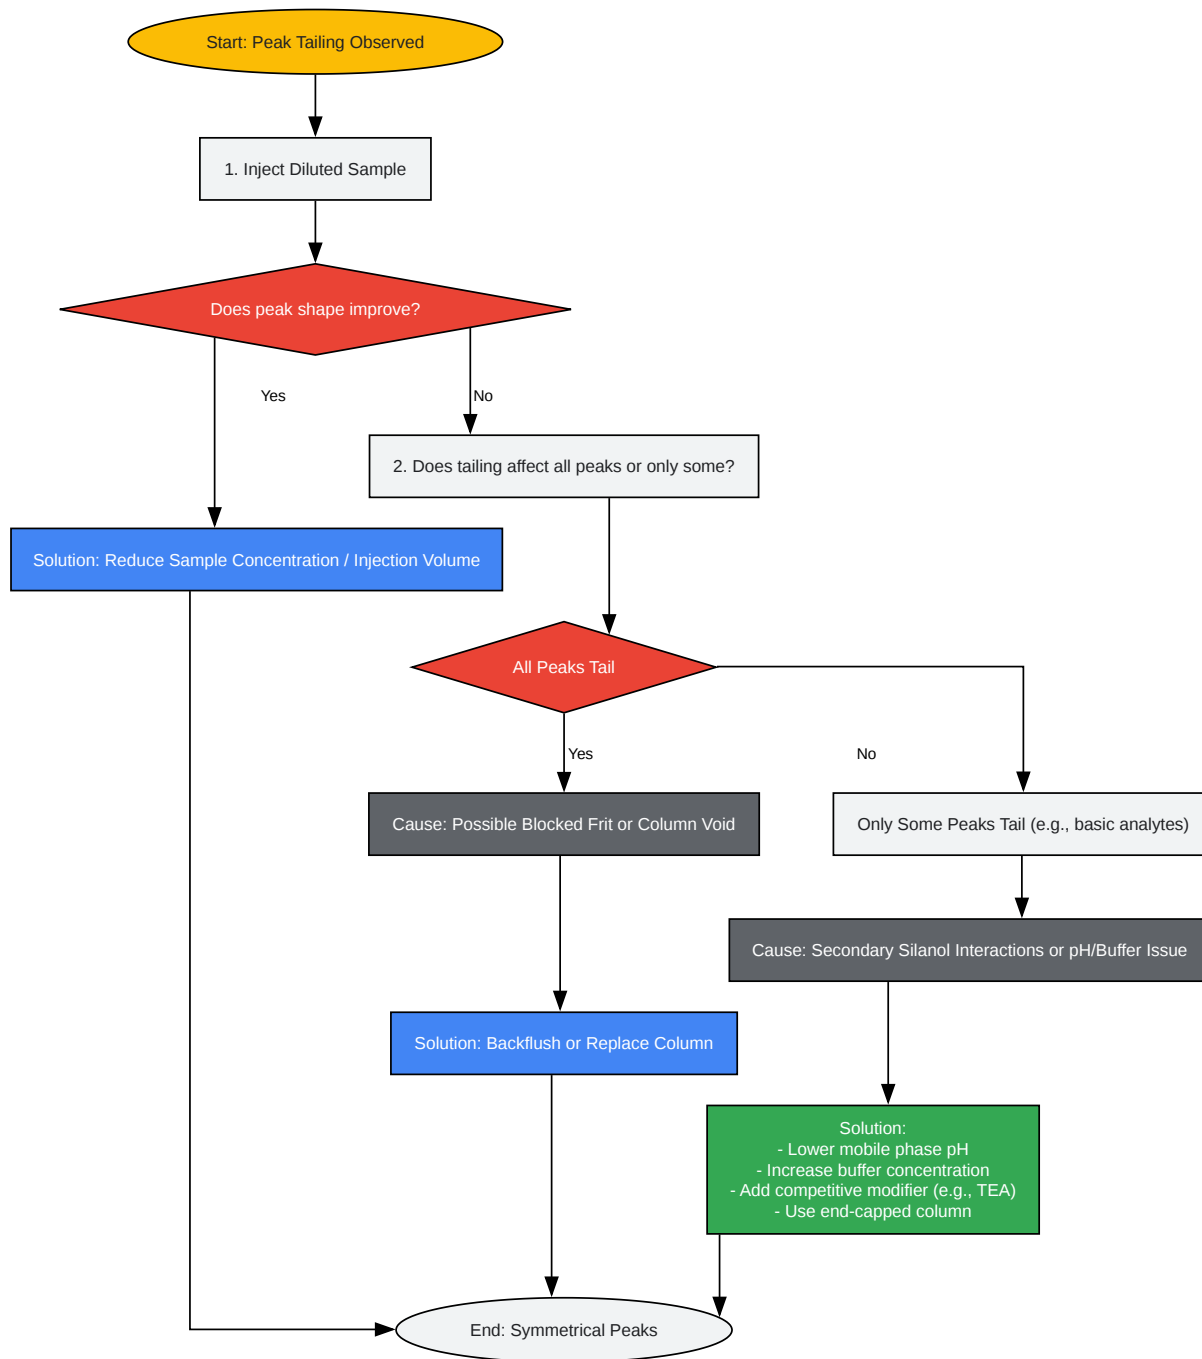 Start: Peak Tailing Observed
1. Inject Diluted Sample
Does peak shape improve?
Yes
No
2. Does tailing affect all peaks or only some?
Solution: Reduce Sample Concentration / Injection Volume
All Peaks Tail
Yes
No
Cause: Possible Blocked Frit or Column Void
Only Some Peaks Tail (e.g., basic analytes)
Cause: Secondary Silanol Interactions or pH/Buffer Issue
Solution: Backflush or Replace Column
Solution:
- Lower mobile phase pH
- Increase buffer concentration
- Add competitive modifier (e.g., TEA)
- Use end-capped column
End: Symmetrical Peaks